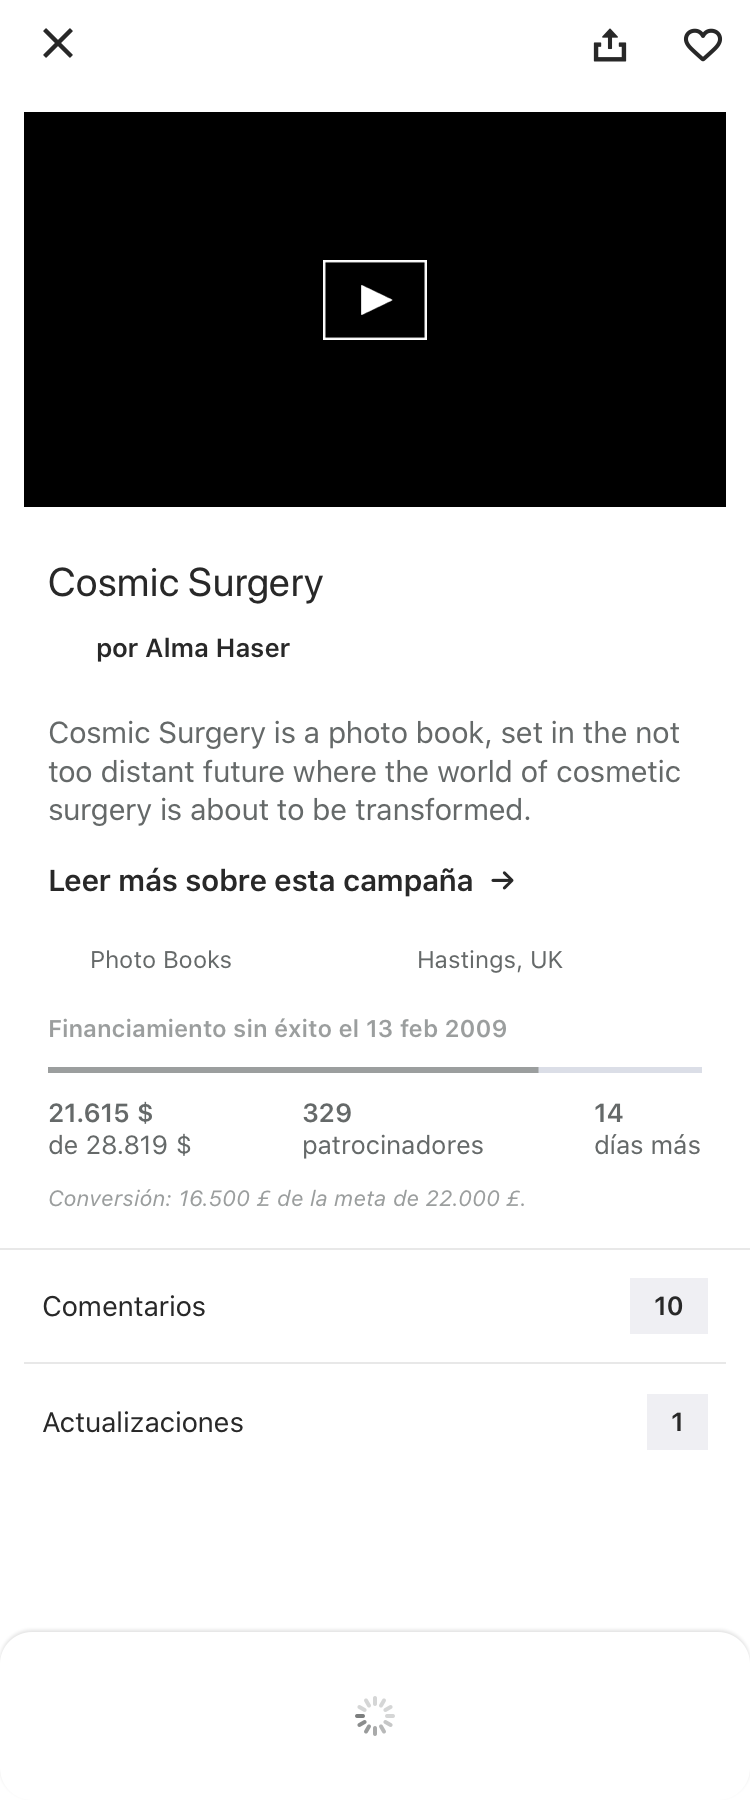 Cosmic Surgery
por Alma Haser
Cosmic Surgery is a photo book, set in the not
too distant future where the world of cosmetic
surgery is about to be transformed.
Leer más sobre esta campaña →
Photo Books
Hastings, UK
Financiamiento sin éxito el 13 feb 2009
21.615 $
de 28.819 $
329
patrocinadores
14
días más
Conversión: 16.500 £ de la meta de 22.000 £.
Comentarios
10
Actualizaciones
1